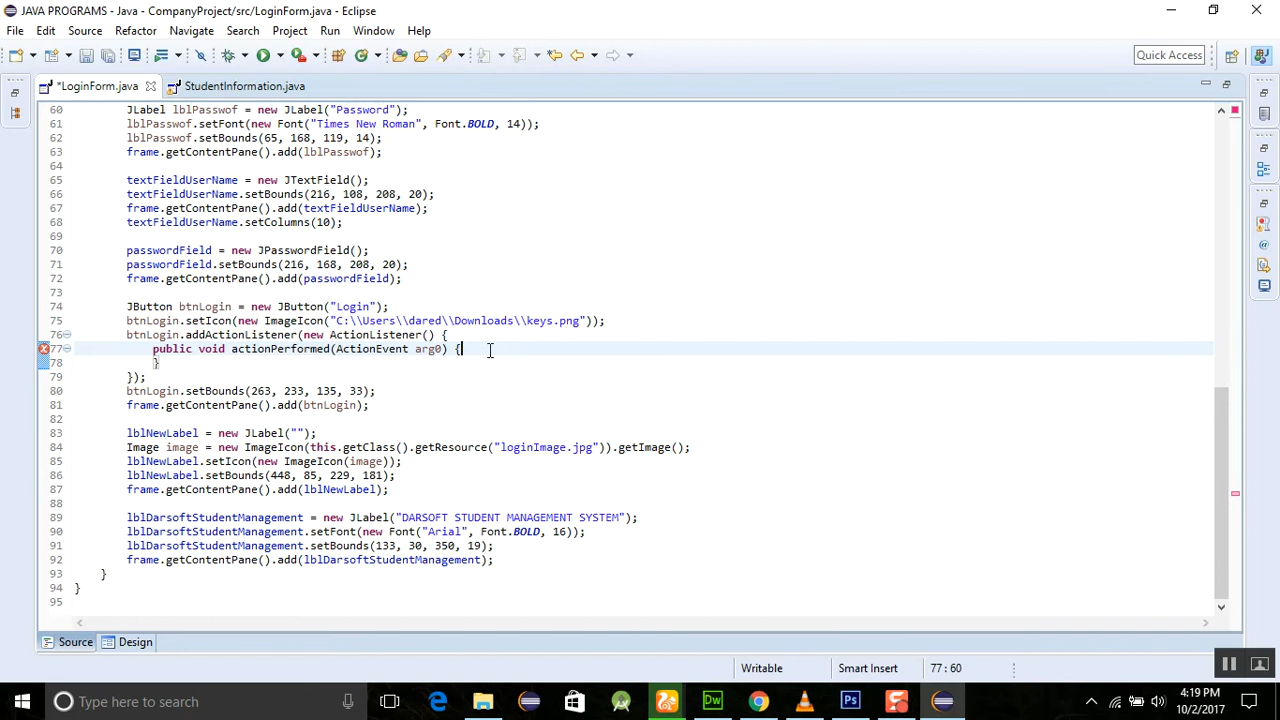 JAVA PROGRAMS - Java - CompanyProject/src/LoginForm.java - Eclipse
File Edit Source Refactor Navigate Search Project Run Window Help
Quick Access
*LoginForm.java StudentInformation.java
60 JLabel lblPasswof = new JLabel("Password");
61 lblPasswof.setFont(new Font("Times New Roman", Font.BOLD, 14));
62 lblPasswof.setBounds(65, 168, 119, 14);
63 frame.getContentPane().add(lblPasswof);
64
65 textFieldUserName = new JTextField();
66 textFieldUserName.setBounds(216, 108, 208, 20);
67 frame.getContentPane().add(textFieldUserName);
68 textFieldUserName.setColumns(10);
69
70 passwordField = new JPasswordField();
71 passwordField.setBounds(216, 168, 208, 20);
72 frame.getContentPane().add(passwordField);
73
74 JButton btnLogin = new JButton("Login");
75 btnLogin.setIcon(new ImageIcon("C:\\Users\\dared\\Downloads\\keys.png"));
76 btnLogin.addActionListener(new ActionListener() {
77 public void actionPerformed(ActionEvent arg0) {
78 }
79 });
80 btnLogin.setBounds(263, 233, 135, 33);
81 frame.getContentPane().add(btnLogin);
82
83 lblNewLabel = new JLabel("");
84 Image image = new ImageIcon(this.getClass().getResource("loginImage.jpg")).getImage();
85 lblNewLabel.setIcon(new ImageIcon(image));
86 lblNewLabel.setBounds(448, 85, 229, 181);
87 frame.getContentPane().add(lblNewLabel);
88
89 lblDarsoftStudentManagement = new JLabel("DARSOFT STUDENT MANAGEMENT SYSTEM");
90 lblDarsoftStudentManagement.setFont(new Font("Arial", Font.BOLD, 16));
91 lblDarsoftStudentManagement.setBounds(133, 30, 350, 19);
92 frame.getContentPane().add(lblDarsoftStudentManagement);
93 }
94 }
95
Source Design
Writable Smart Insert 77 : 60
Type here to search
Dw
Ps
4:19 PM
10/2/2017